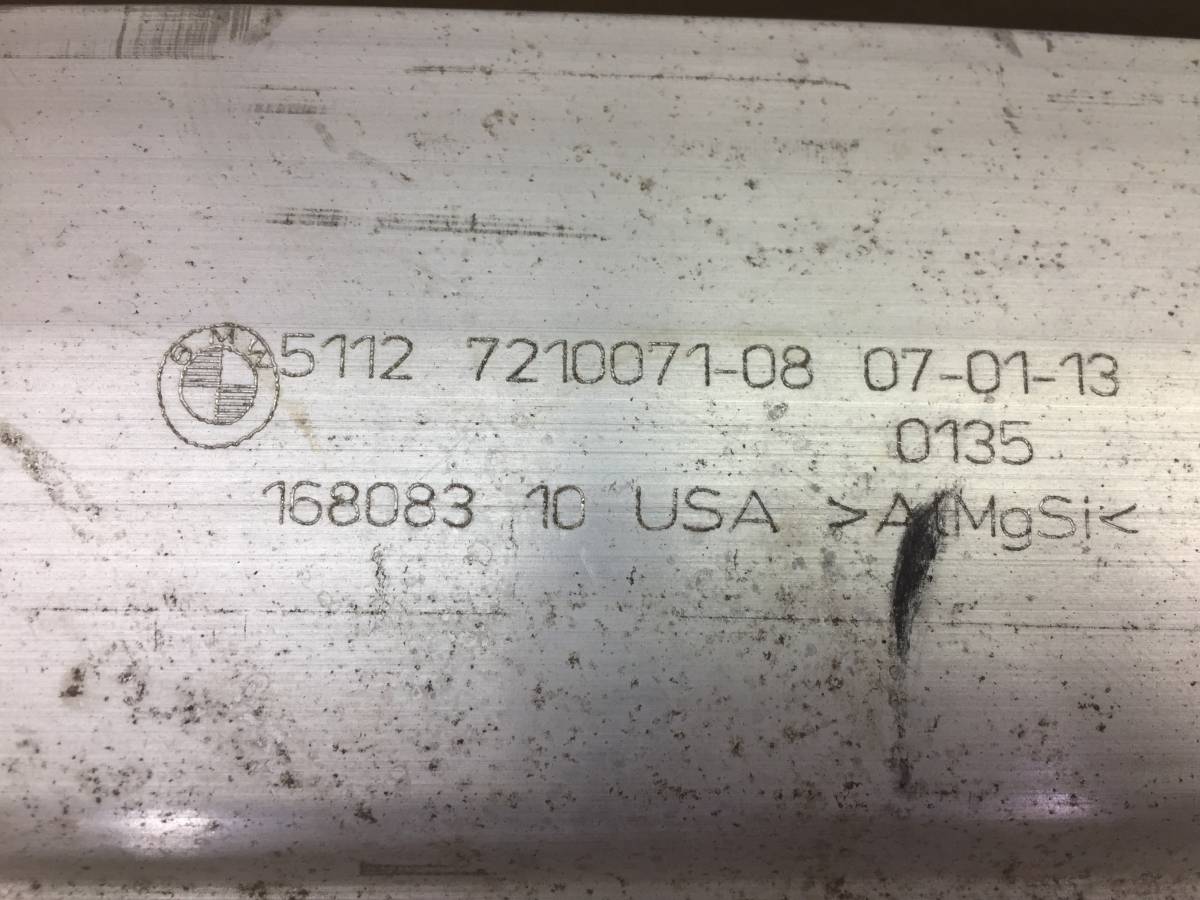 BMW 5112 7210071-08 07-01-13
0135
168083 10 USA >AlMgSi<